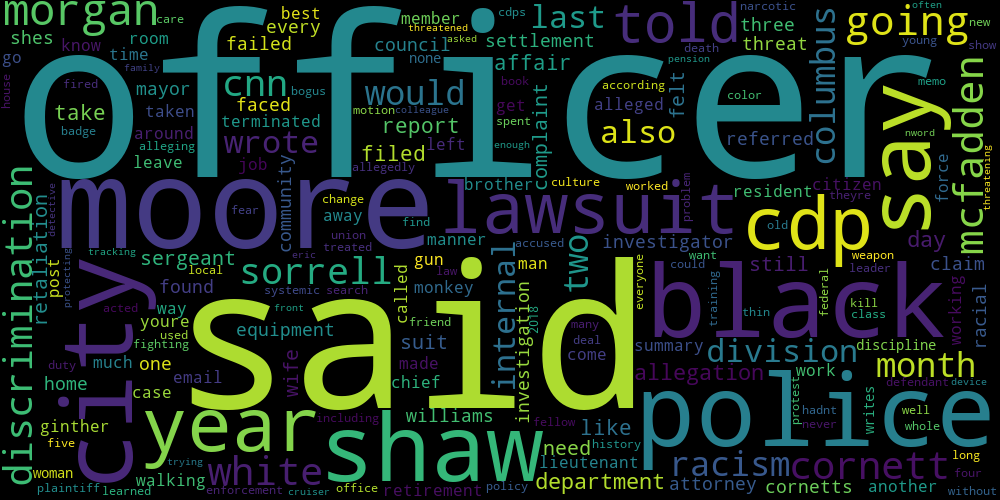 officer
said
moore
black
police
shaw
lawsuit
city
cdp
say
year
told
going
morgan
shes
go
know
room
time
care
best
every
failed
threatened
member
cdps
asked
none
council
last
settlement
affair
narcotic
often
three
young
new
show
threat
death
pension
columbus
house
fired
take
badge
mayor
taken
cnn
bogus
family
faced
terminated
would
motion
colleague
report
book
get
spent
complaint
according
alleged
felt
color
also
referred
memo
nword
force
mcfadden
threatening
alleging
around
leave
wrote
job
allegedly
filed
left
enough
brother
culture
worked
problem
resident
citizen
theyre
discrimination
retaliation
detective
community
change
fear
away
union
treated
find
manner
accused
two
investigator
old
weapon
leader
day
claim
tracking
sergeant
eric
gun
law
internal
man
everyone
could
want
still
post
protecting
local
found
sorrell
systemic
search
called
monkey
training
federal
kill
class
working
racial
acted
way
youre
used
fighting
equipment
front
friend
suit
2018
investigation
many
deal
come
thin
summary
division
discipline
month
duty
much
one
home
email
case
wife
made
chief
allegation
work
protest
writes
defendant
device
ginther
five
including
williams
fellow
like
history
need
hadnt
never
well
whole
woman
trying
white
walking
lieutenant
racism
cornett
long
plaintiff
learned
enforcement
cruiser
office
retirement
policy
department
attorney
cornetts
another
four
without